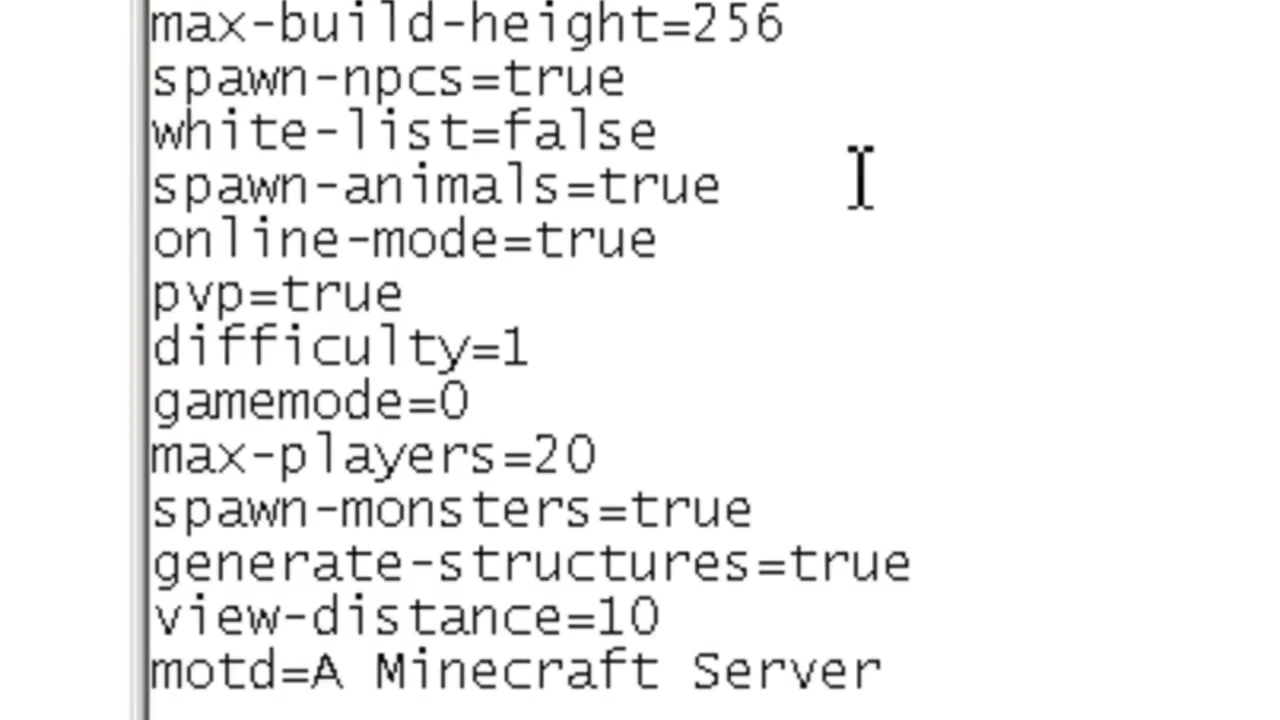 max-build-height=256
spawn-npcs=true
white-list=false
spawn-animals=true
online-mode=true
pvp=true
difficulty=1
gamemode=0
max-players=20
spawn-monsters=true
generate-structures=true
view-distance=10
motd=A Minecraft Server